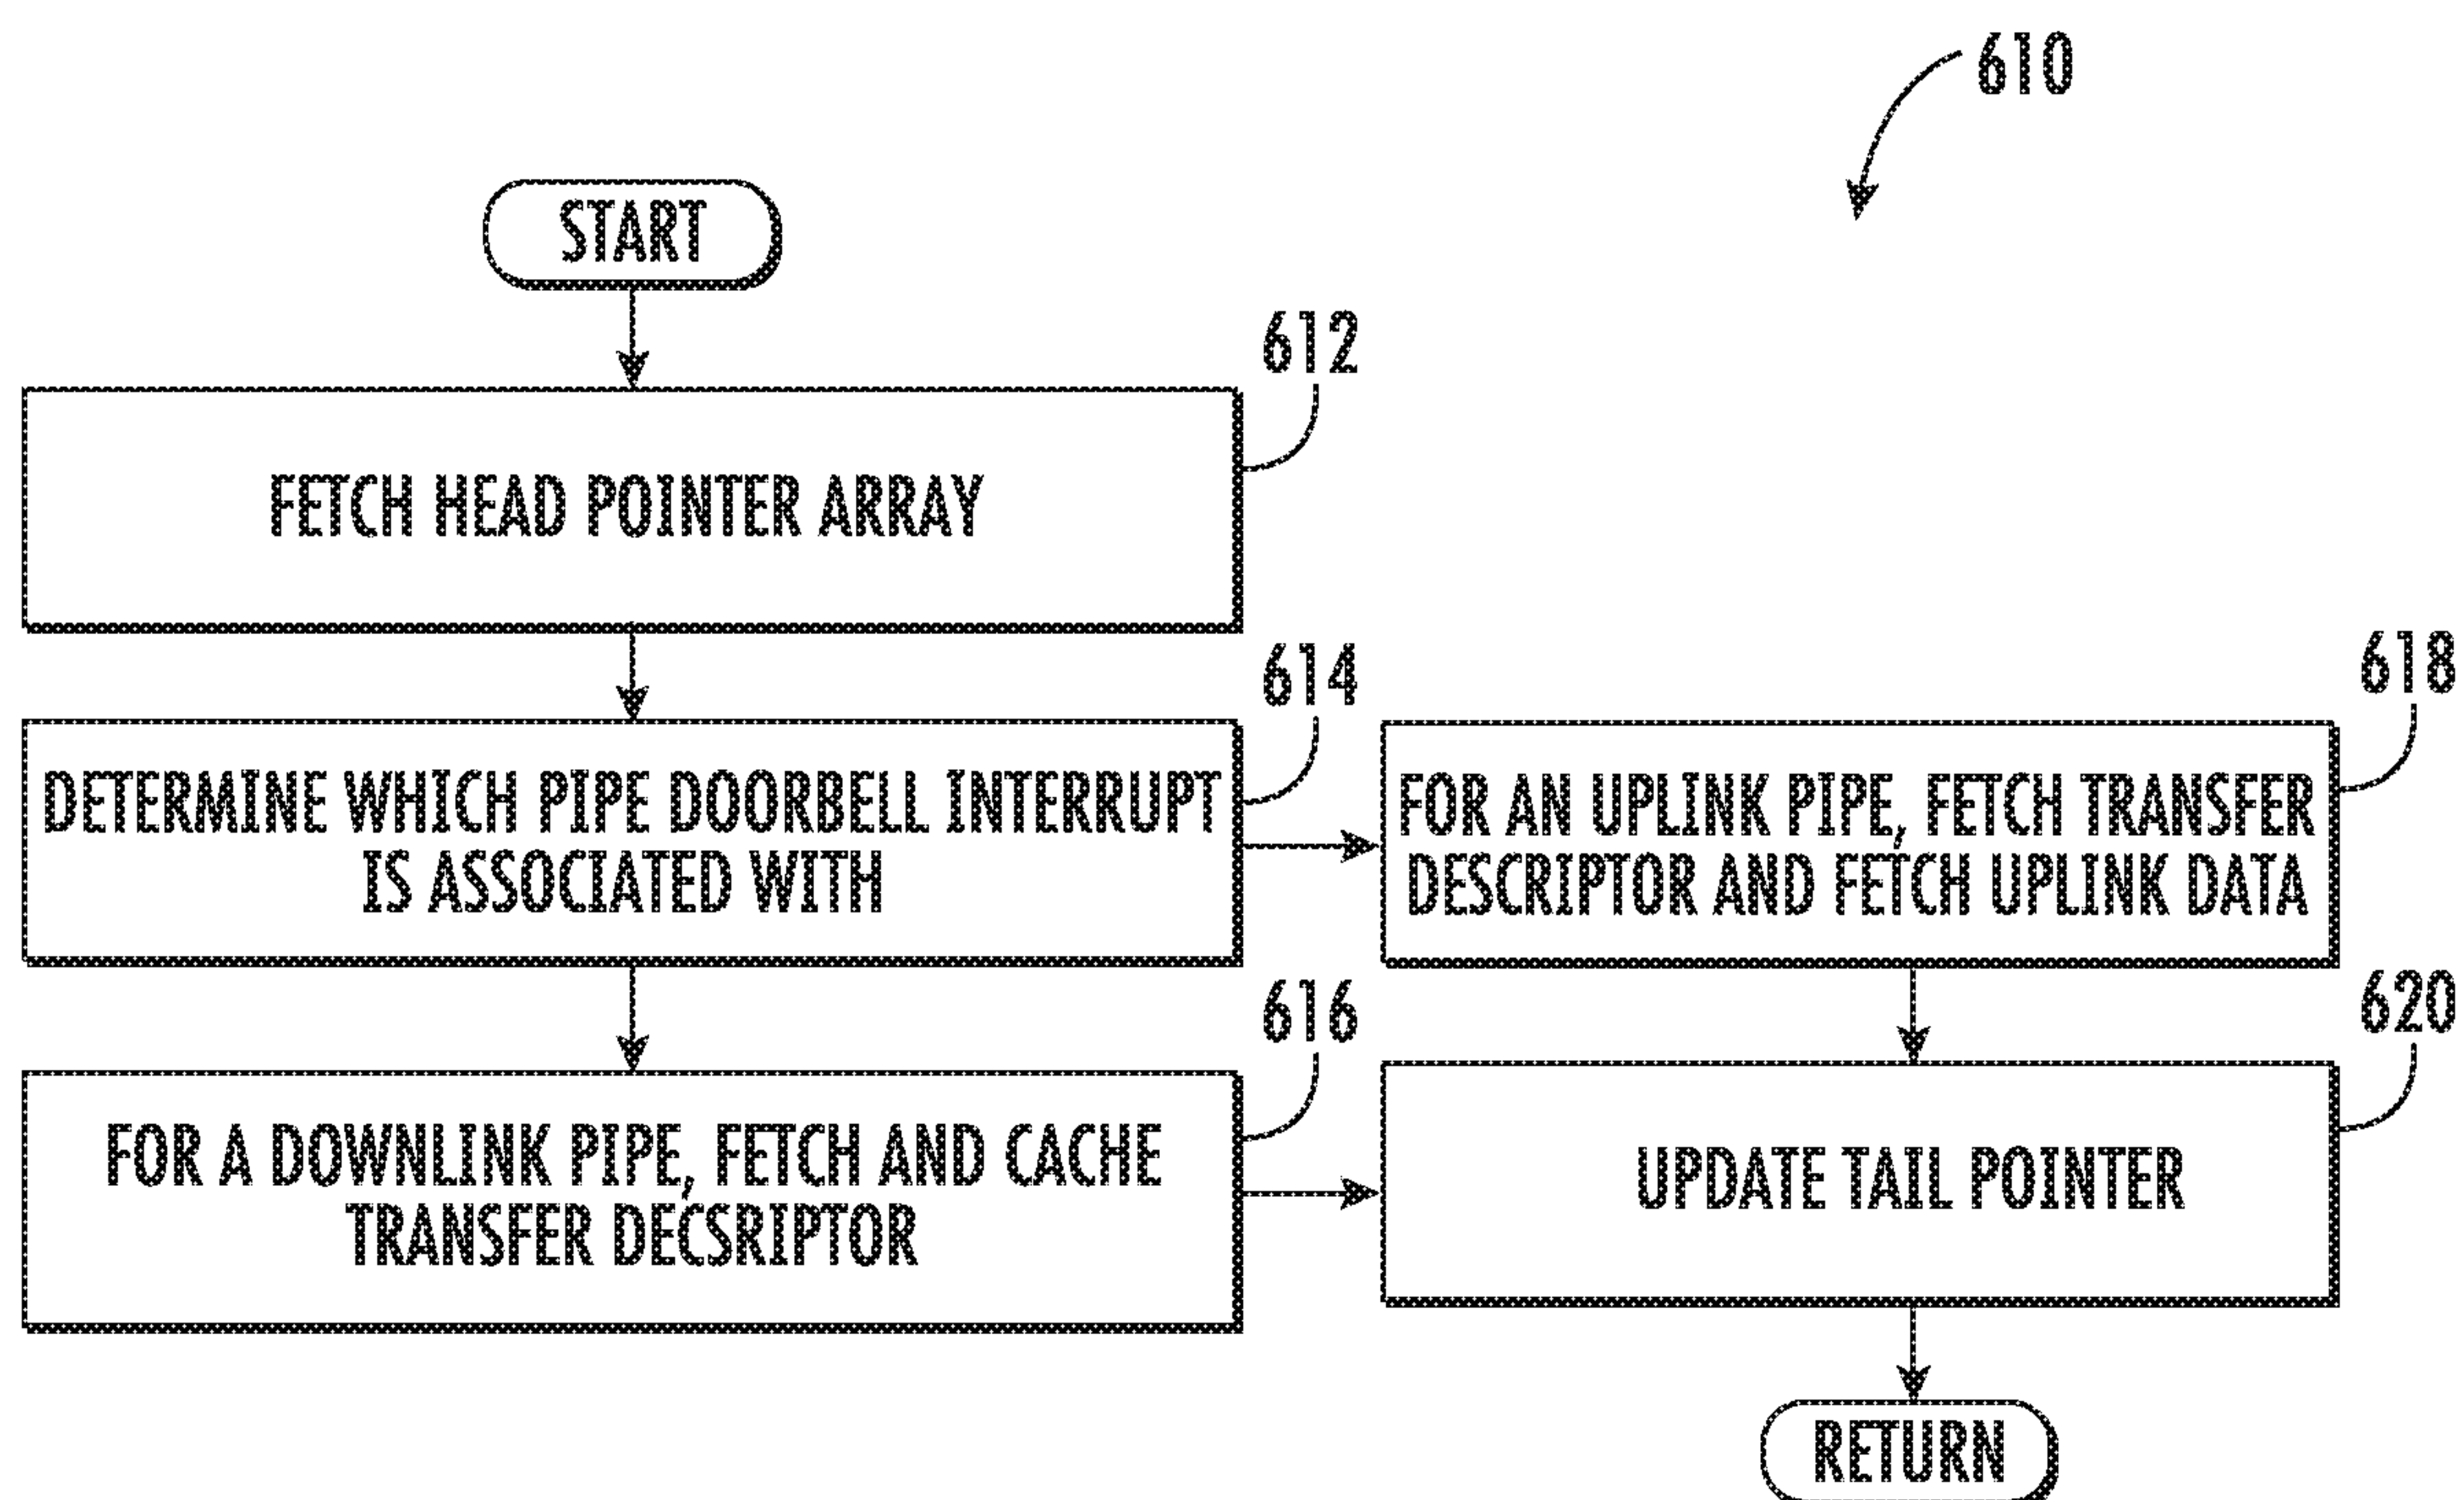 610
START
612
FETCH HEAD POINTER ARRAY
614
DETERMINE WHICH PIPE DOORBELL INTERRUPT
IS ASSOCIATED WITH
618
FOR AN UPLINK PIPE, FETCH TRANSFER
DESCRIPTOR AND FETCH UPLINK DATA
616
FOR A DOWNLINK PIPE, FETCH AND CACHE
TRANSFER DECSRIPTOR
620
UPDATE TAIL POINTER
RETURN